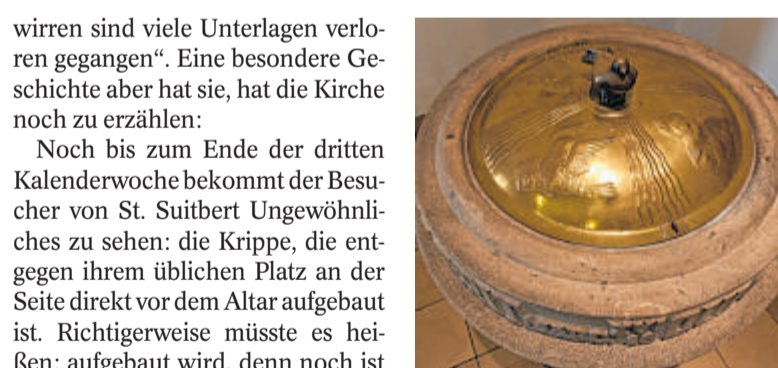 wirren sind viele Unterlagen verlo-
ren gegangen“. Eine besondere Ge-
schichte aber hat sie, hat die Kirche
noch zu erzählen:
Noch bis zum Ende der dritten
Kalenderwoche bekommt der Besu-
cher von St. Suitbert Ungewöhnli-
ches zu sehen: die Krippe, die ent-
gegen ihrem üblichen Platz an der
Seite direkt vor dem Altar aufgebaut
ist. Richtigerweise müsste es hei-
ßen: aufgebaut wird, denn noch ist